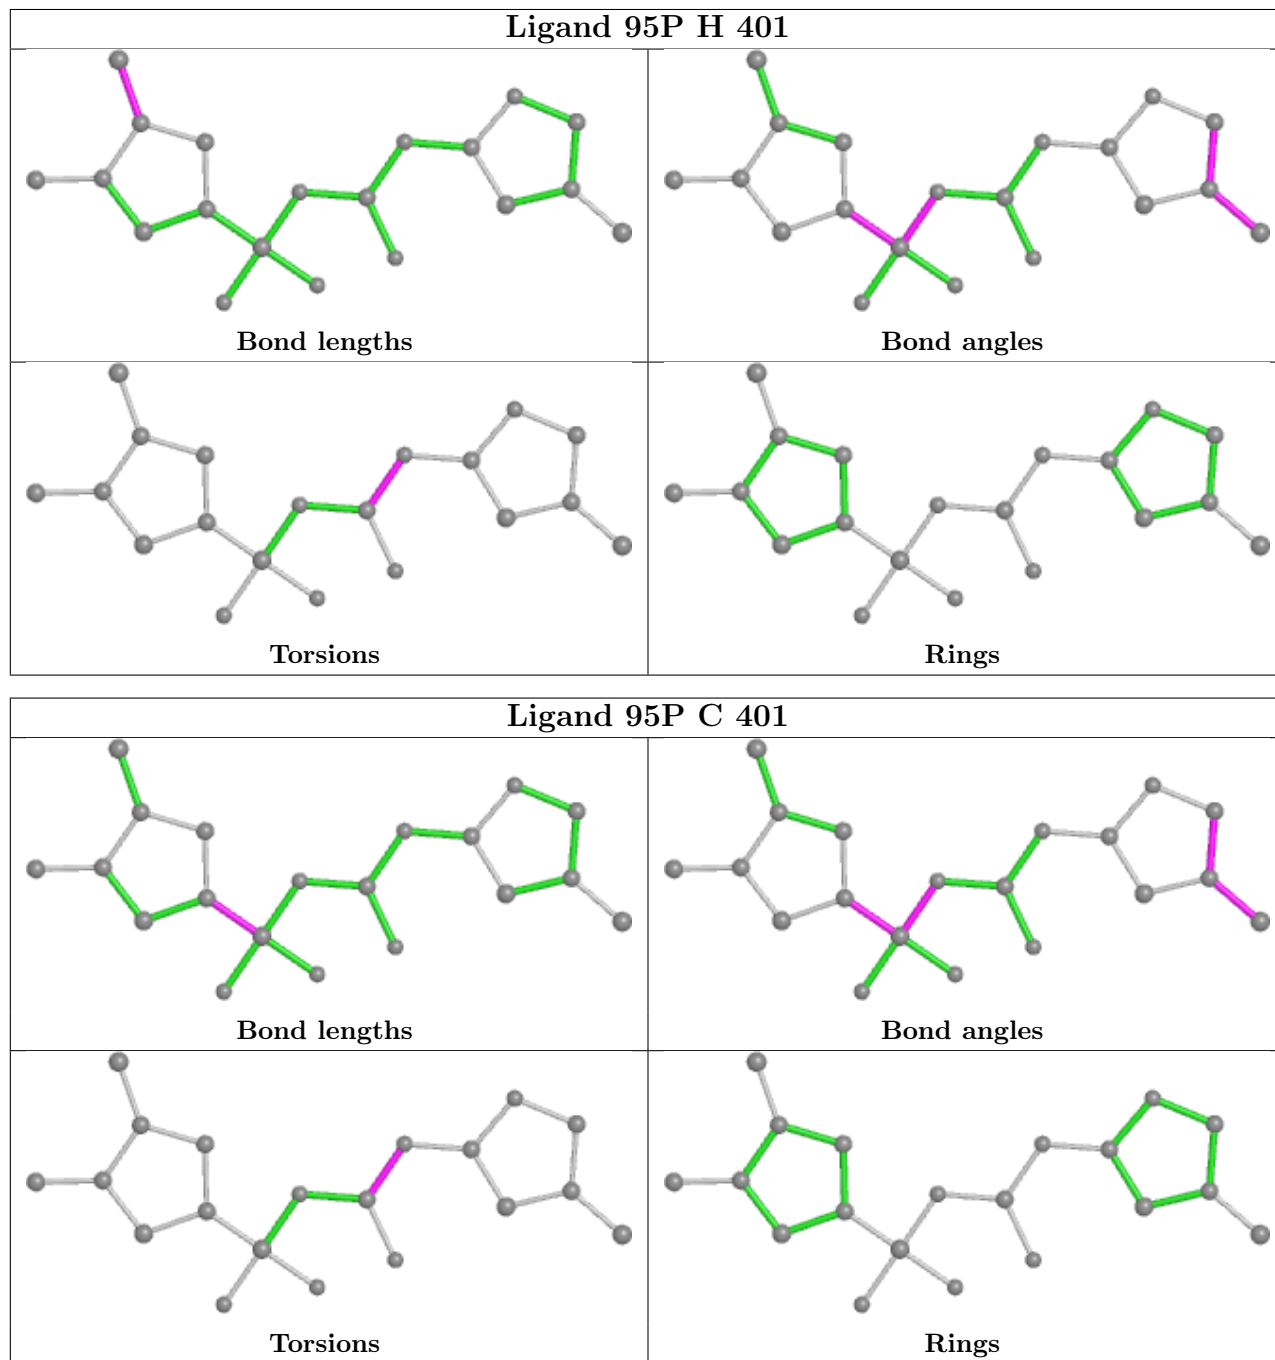 Ligand 95P H 401
Bond lengths
Bond angles
Torsions
Rings
Ligand 95P C 401
Bond lengths
Bond angles
Torsions
Rings